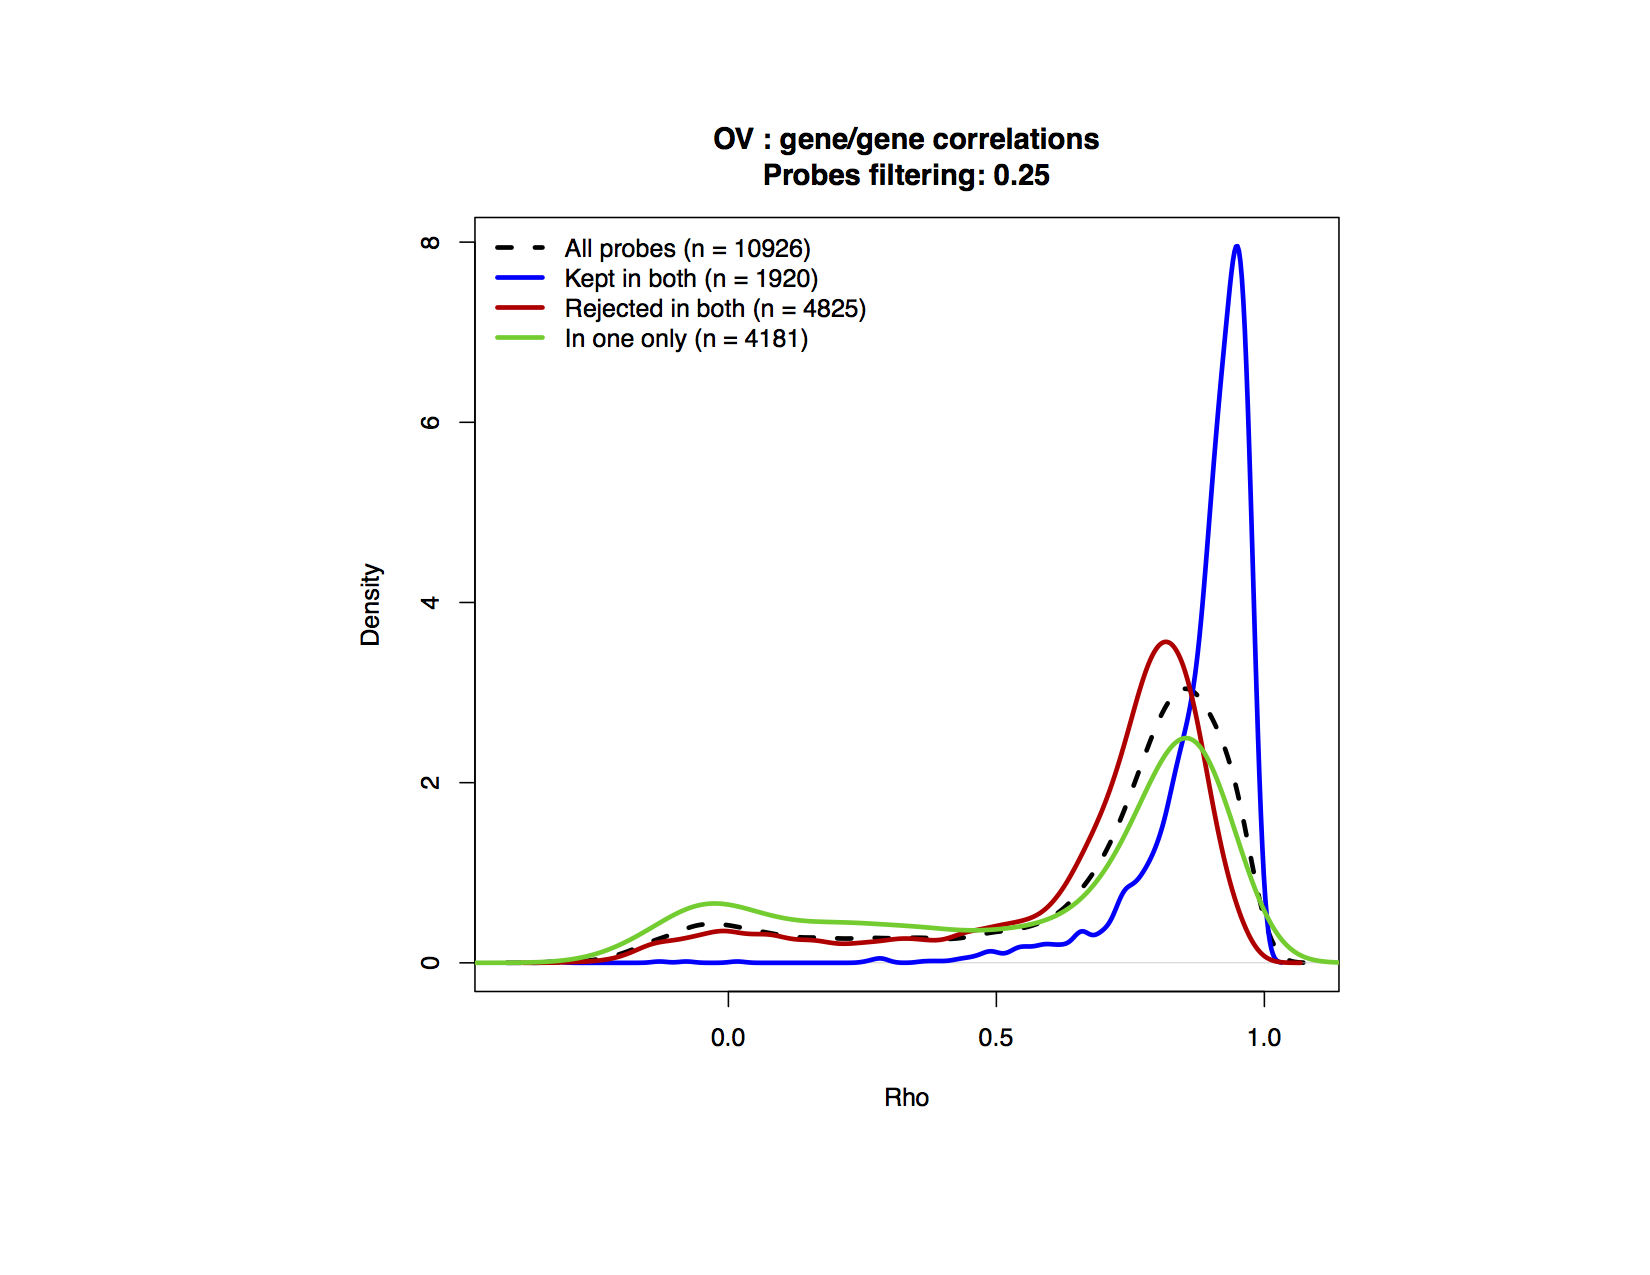 OV : gene/gene correlations
Probes filtering: 0.25
All probes (n = 10926)
Kept in both (n = 1920)
Rejected in both (n = 4825)
In one only (n = 4181)
8
6
4
2
0
Density
0.0 0.5 1.0
Rho